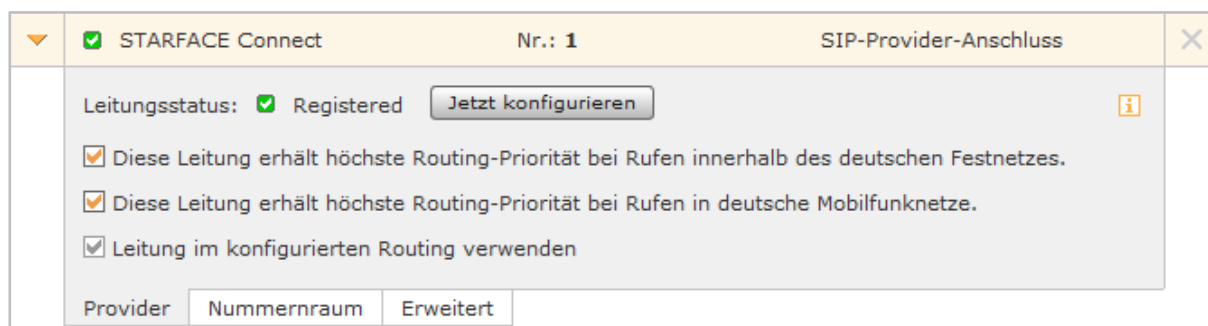 STARFACE Connect Nr.: 1 SIP-Provider-Anschluss
Leitungsstatus: Registered Jetzt konfigurieren
Diese Leitung erhält höchste Routing-Priorität bei Rufen innerhalb des deutschen Festnetzes.
Diese Leitung erhält höchste Routing-Priorität bei Rufen in deutsche Mobilfunknetze.
Leitung im konfigurierten Routing verwenden
Provider Nummernraum Erweitert